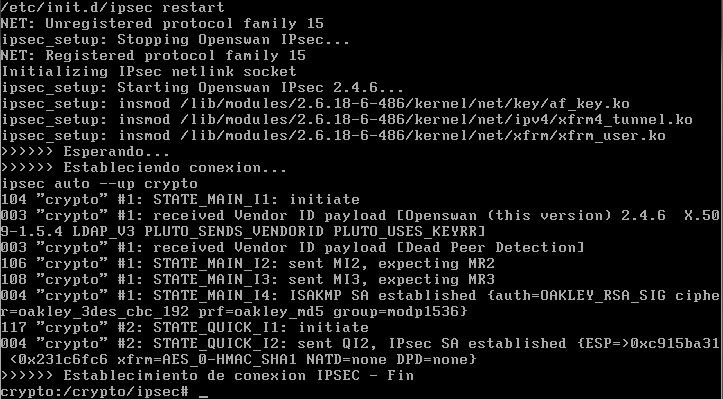 /etc/init.d/ipsec restart
NET: Unregistered protocol family 15
ipsec_setup: Stopping Openswan IPsec...
NET: Registered protocol family 15
Initializing IPsec netlink socket
ipsec_setup: Starting Openswan IPsec 2.4.6...
ipsec_setup: insmod /lib/modules/2.6.18-6-486/kernel/net/key/af_key.ko
ipsec_setup: insmod /lib/modules/2.6.18-6-486/kernel/net/ipv4/xfrm4_tunnel.ko
ipsec_setup: insmod /lib/modules/2.6.18-6-486/kernel/net/xfrm/xfrm_user.ko
>>>>>> Esperando...
>>>>>> Estableciendo conexion...
ipsec auto --up crypto
104 "crypto" #1: STATE_MAIN_I1: initiate
003 "crypto" #1: received Vendor ID payload [Openswan (this version) 2.4.6  X.50
9-1.5.4 LDAP_V3 PLUTO_SENDS_VENDORID PLUTO_USES_KEYRR]
003 "crypto" #1: received Vendor ID payload [Dead Peer Detection]
106 "crypto" #1: STATE_MAIN_I2: sent MI2, expecting MR2
108 "crypto" #1: STATE_MAIN_I3: sent MI3, expecting MR3
004 "crypto" #1: STATE_MAIN_I4: ISAKMP SA established {auth=OAKLEY_RSA_SIG ciphe
r=oakley_3des_cbc_192 prf=oakley_md5 group=modp1536}
117 "crypto" #2: STATE_QUICK_I1: initiate
004 "crypto" #2: STATE_QUICK_I2: sent QI2, IPsec SA established {ESP=>0xc915ba31
 <0x231c6fc6 xfrm=AES_0-HMAC_SHA1 NATD=none DPD=none}
>>>>>> Establecimiento de conexion IPSEC - Fin
crypto:/crypto/ipsec# _